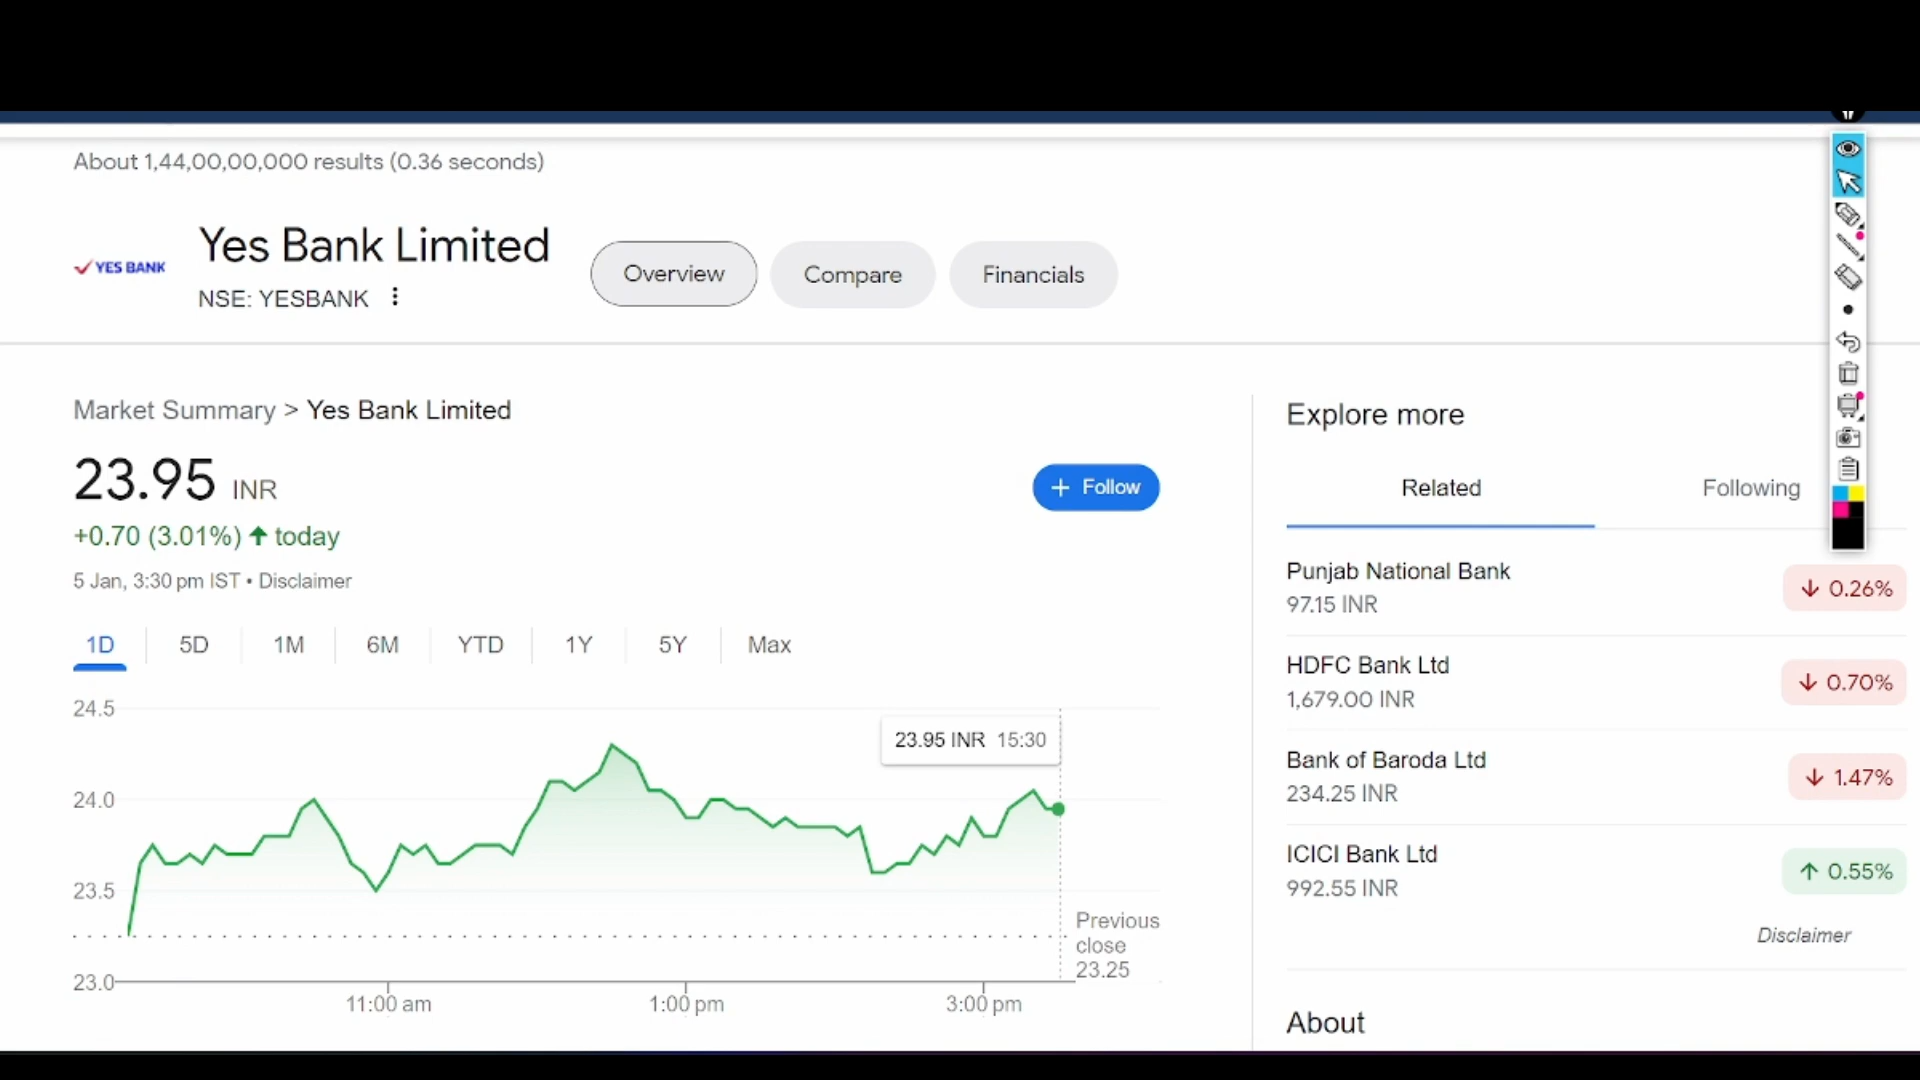 About 1,44,00,00,000 results (0.36 seconds)
YES BANK
Yes Bank Limited
NSE: YESBANK
Overview
Compare
Financials
Market Summary > Yes Bank Limited
23.95 INR
+ Follow
+0.70 (3.01%) ↑ today
5 Jan, 3:30 pm IST • Disclaimer
1D 5D 1M 6M YTD 1Y 5Y Max
24.5
23.95 INR 15:30
24.0
23.5
Previous
close
23.25
23.0
11:00 am 1:00 pm 3:00 pm
Explore more
Related Following
Punjab National Bank
97.15 INR
↓ 0.26%
HDFC Bank Ltd
1,679.00 INR
↓ 0.70%
Bank of Baroda Ltd
234.25 INR
↓ 1.47%
ICICI Bank Ltd
992.55 INR
↑ 0.55%
Disclaimer
About